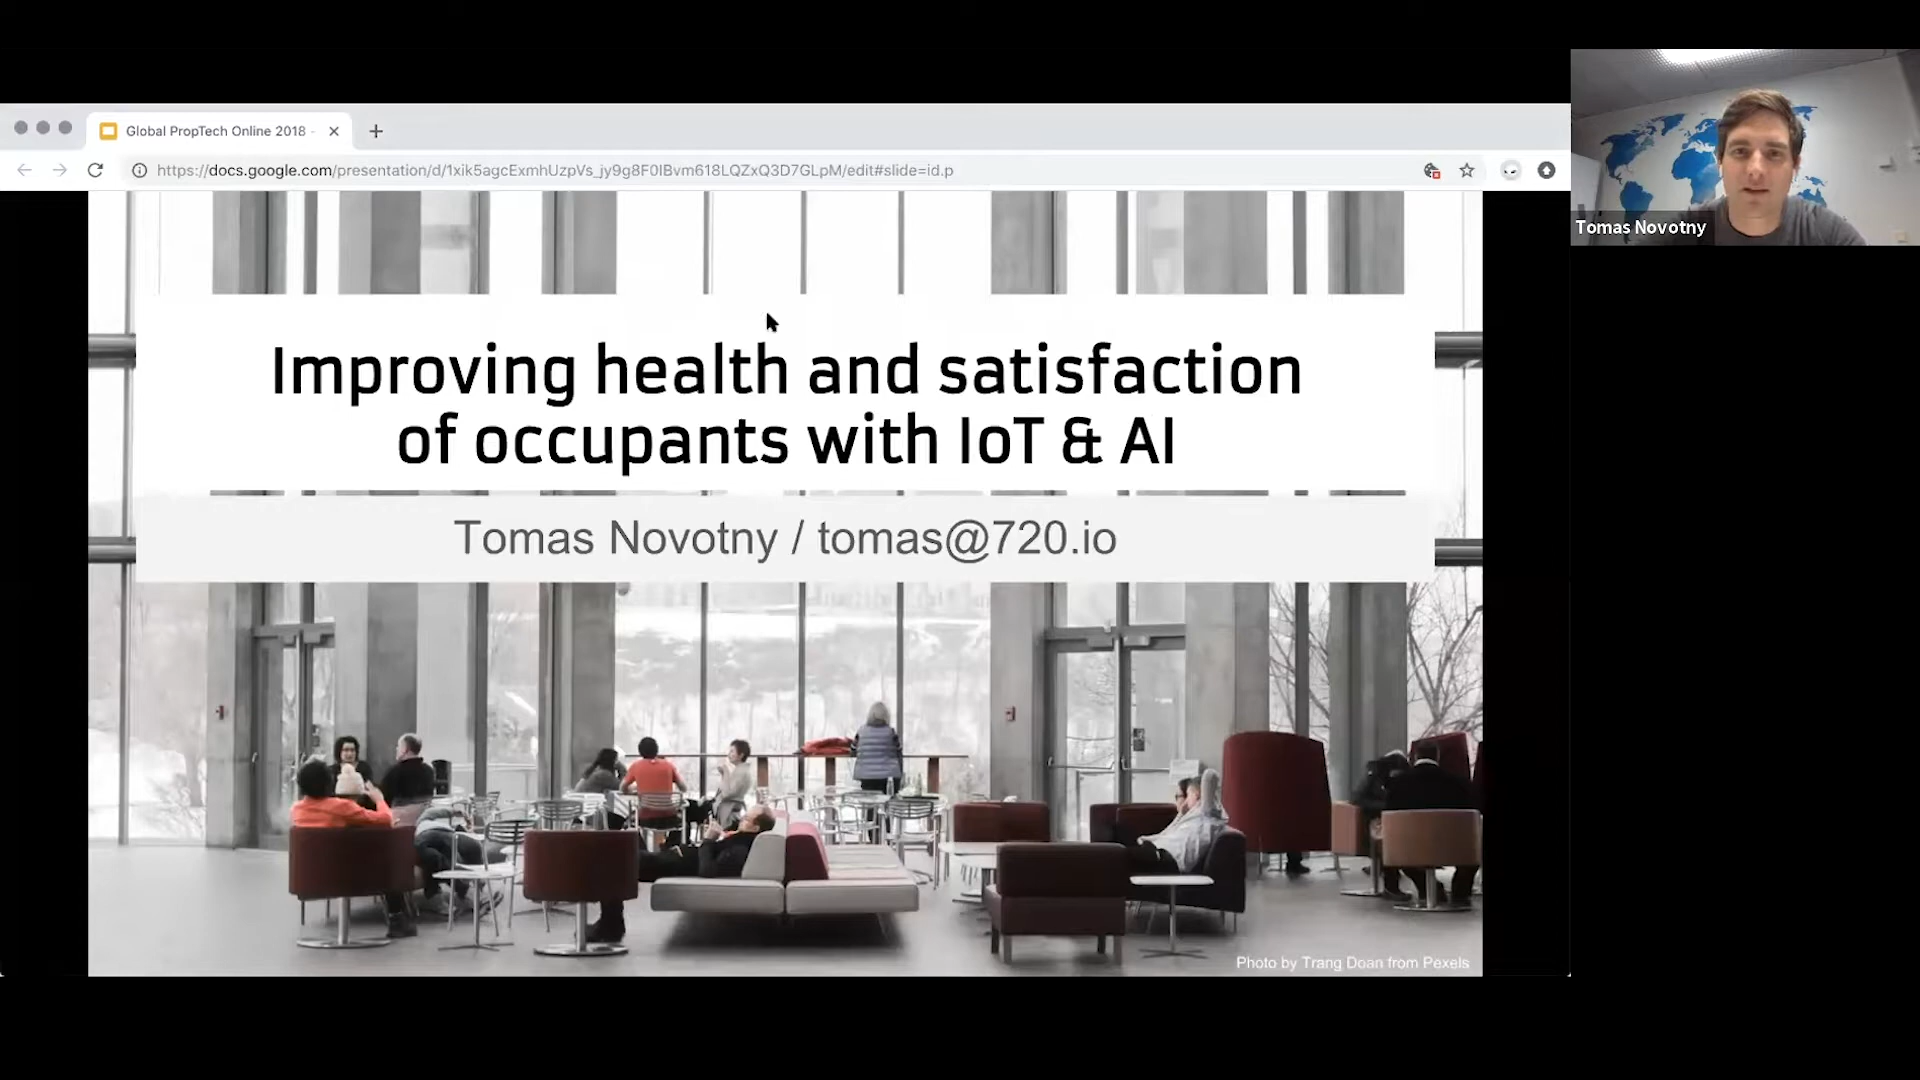 Global PropTech Online 2018 -
https://docs.google.com/presentation/d/1xik5agcExmhUzpVs_jy9g8F0IBvm618LQZxQ3D7GLpM/edit#slide=id.p
Tomas Novotny
Improving health and satisfaction
of occupants with IoT & AI
Tomas Novotny / tomas@720.io
Photo by Trang Doan from Pexels